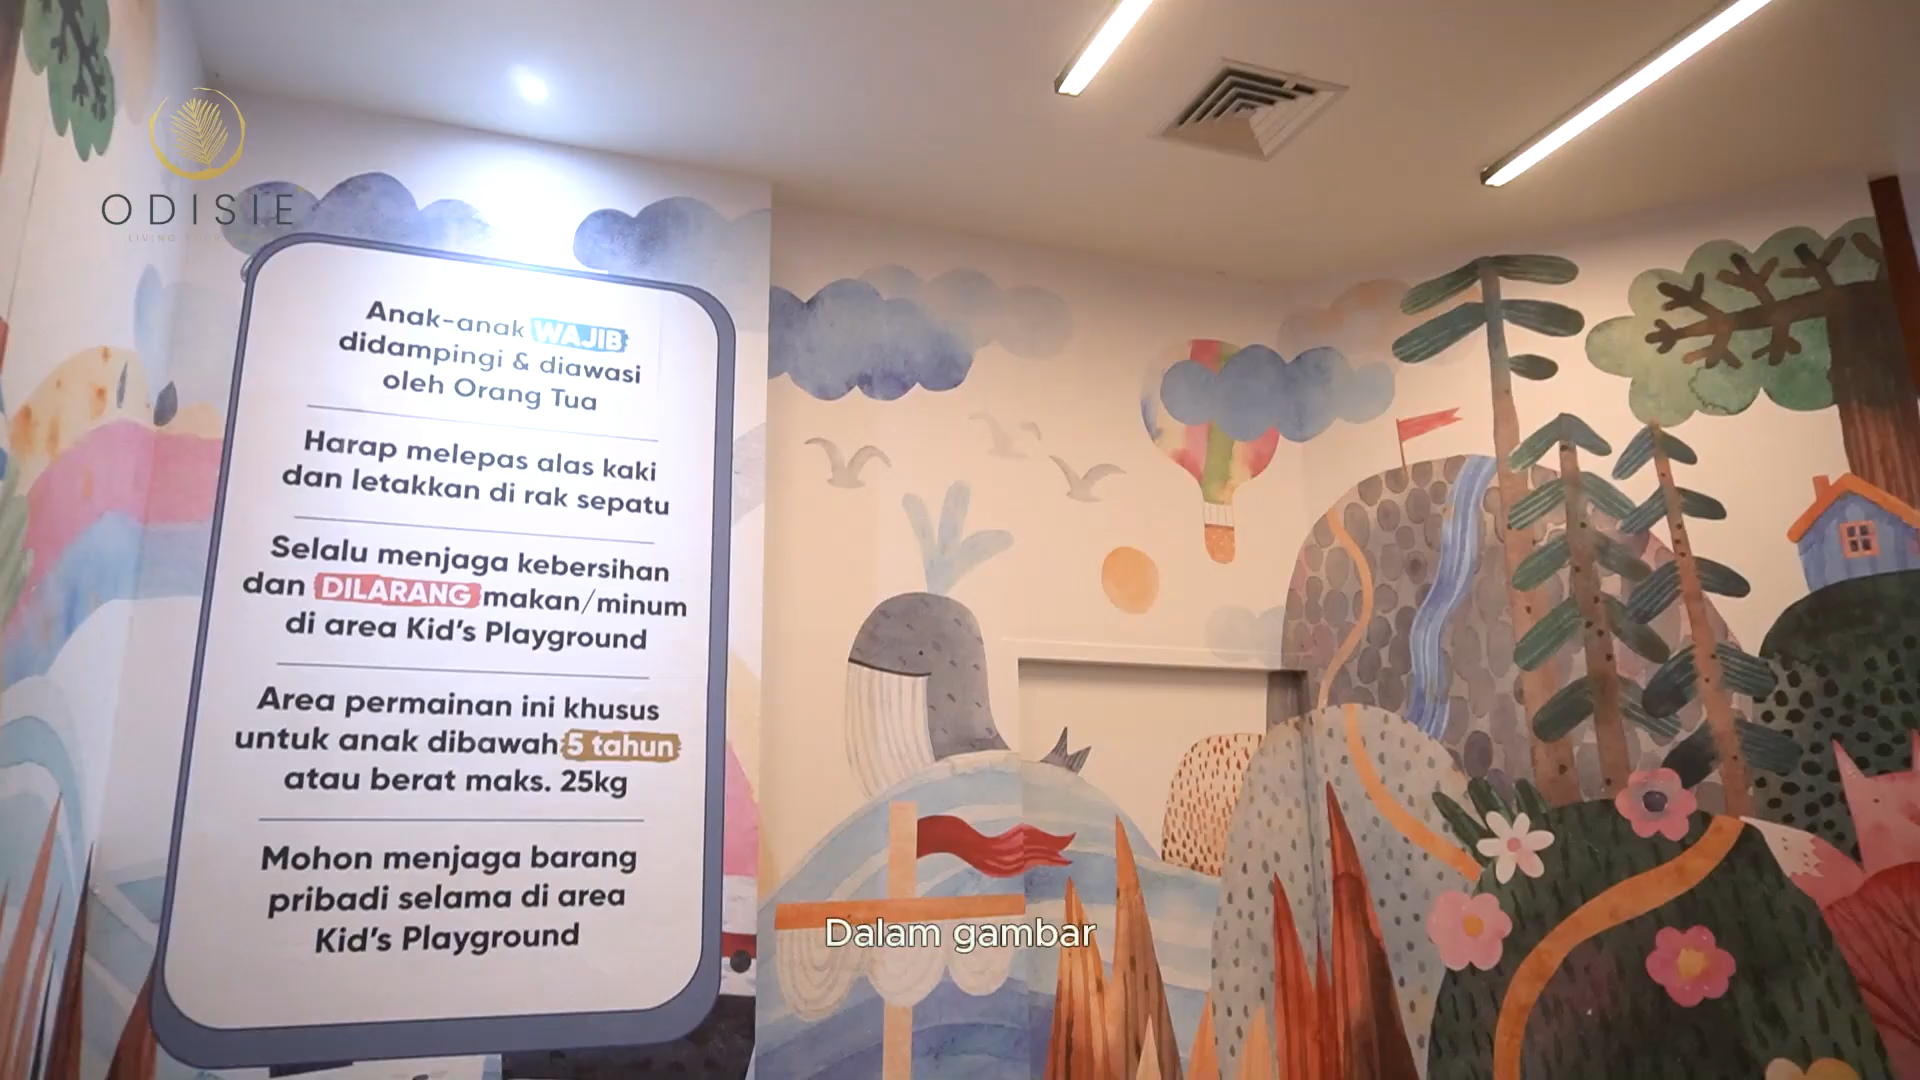 ODISIE
Anak-anak WAJIB
didampingi & diawasi
oleh Orang Tua
Harap melepas alas kaki
dan letakkan di rak sepatu
Selalu menjaga kebersihan
dan DILARANG makan/minum
di area Kid's Playground
Area permainan ini khusus
untuk anak dibawah 5 tahun
atau berat maks. 25kg
Mohon menjaga barang
pribadi selama di area
Kid's Playground
Dalam gambar